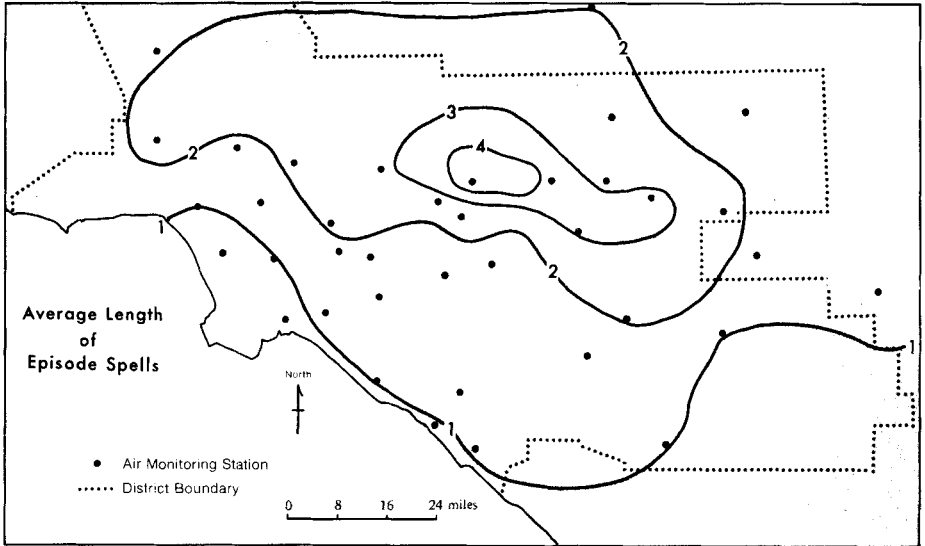 2
3
4
2
1
2
1
1
Average Length
of
Episode Spells
North
Air Monitoring Station
District Boundary
0 8 16 24 miles